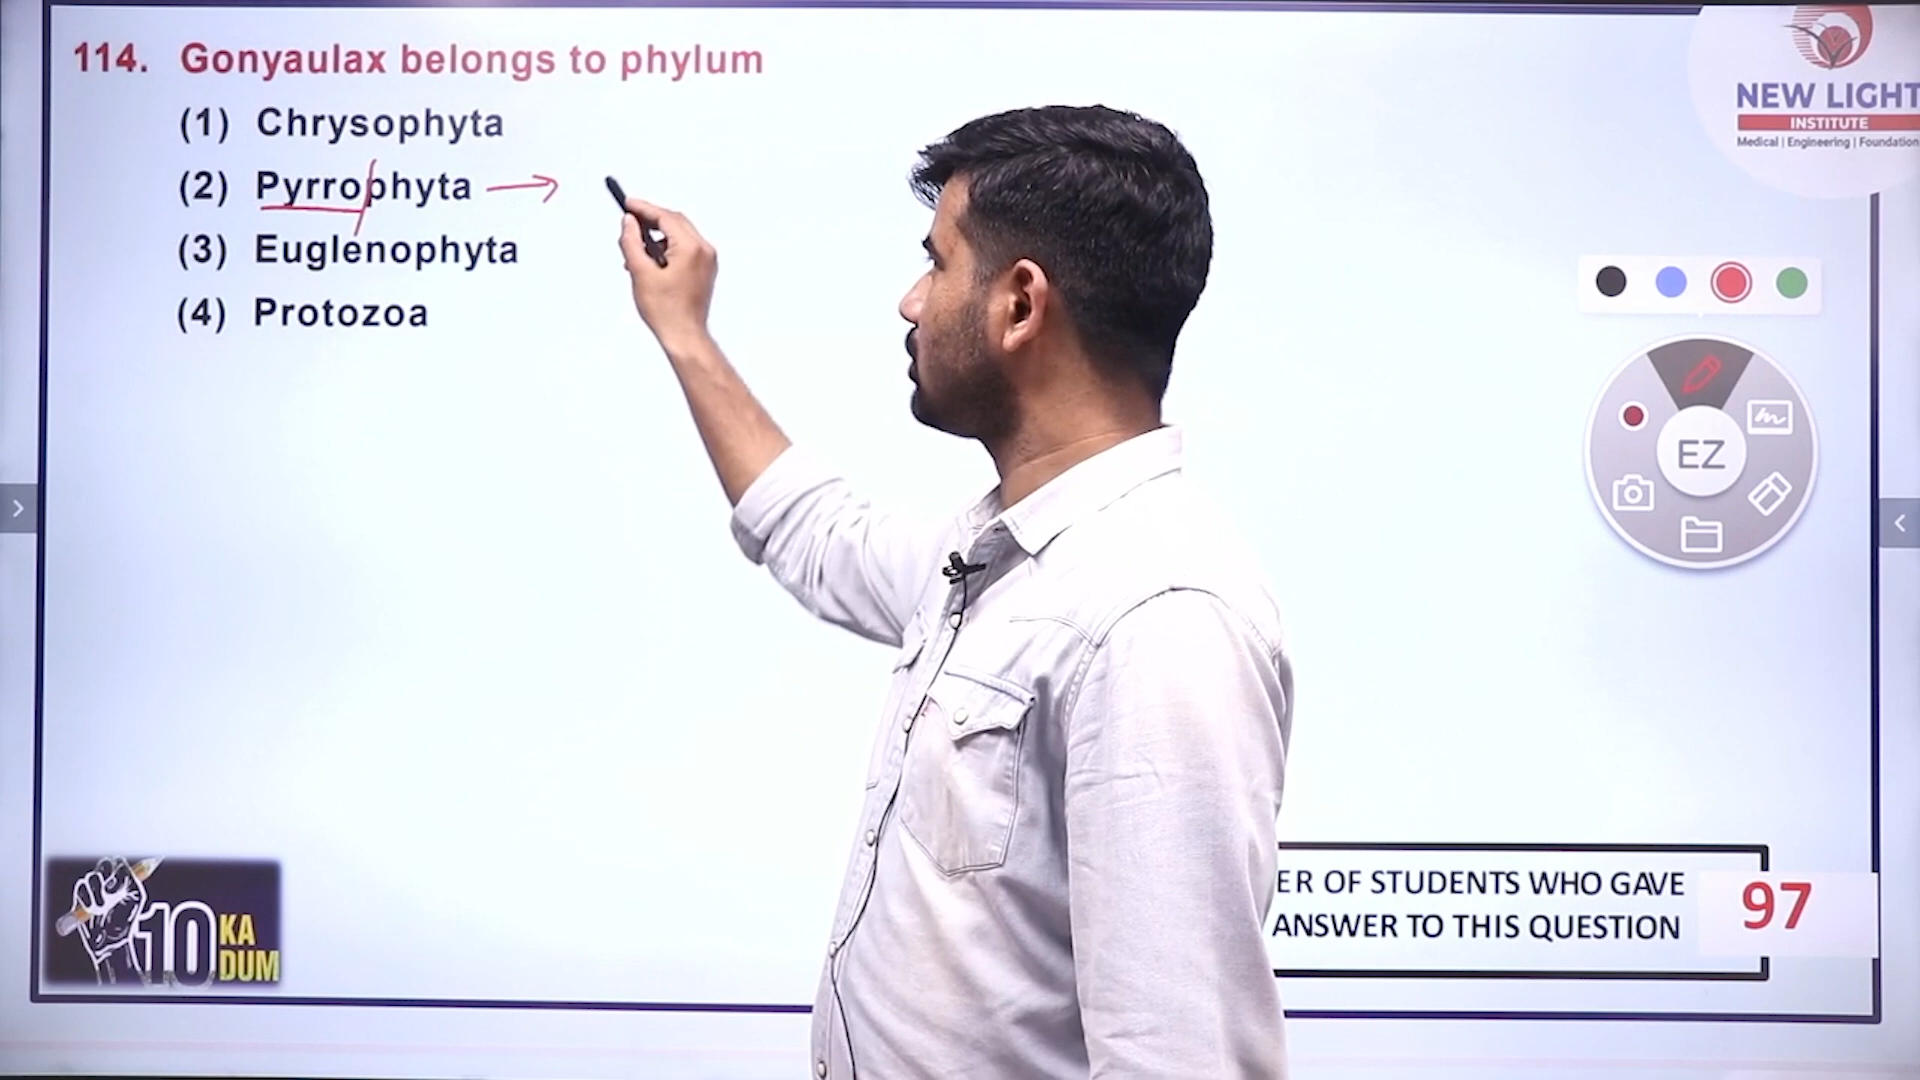 114. Gonyaulax belongs to phylum
(1) Chrysophyta
(2) Pyrrophyta
(3) Euglenophyta
(4) Protozoa
NEW LIGHT
INSTITUTE
Medical | Engineering | Foundation
EZ
10 KA
DUM
ER OF STUDENTS WHO GAVE
ANSWER TO THIS QUESTION
97